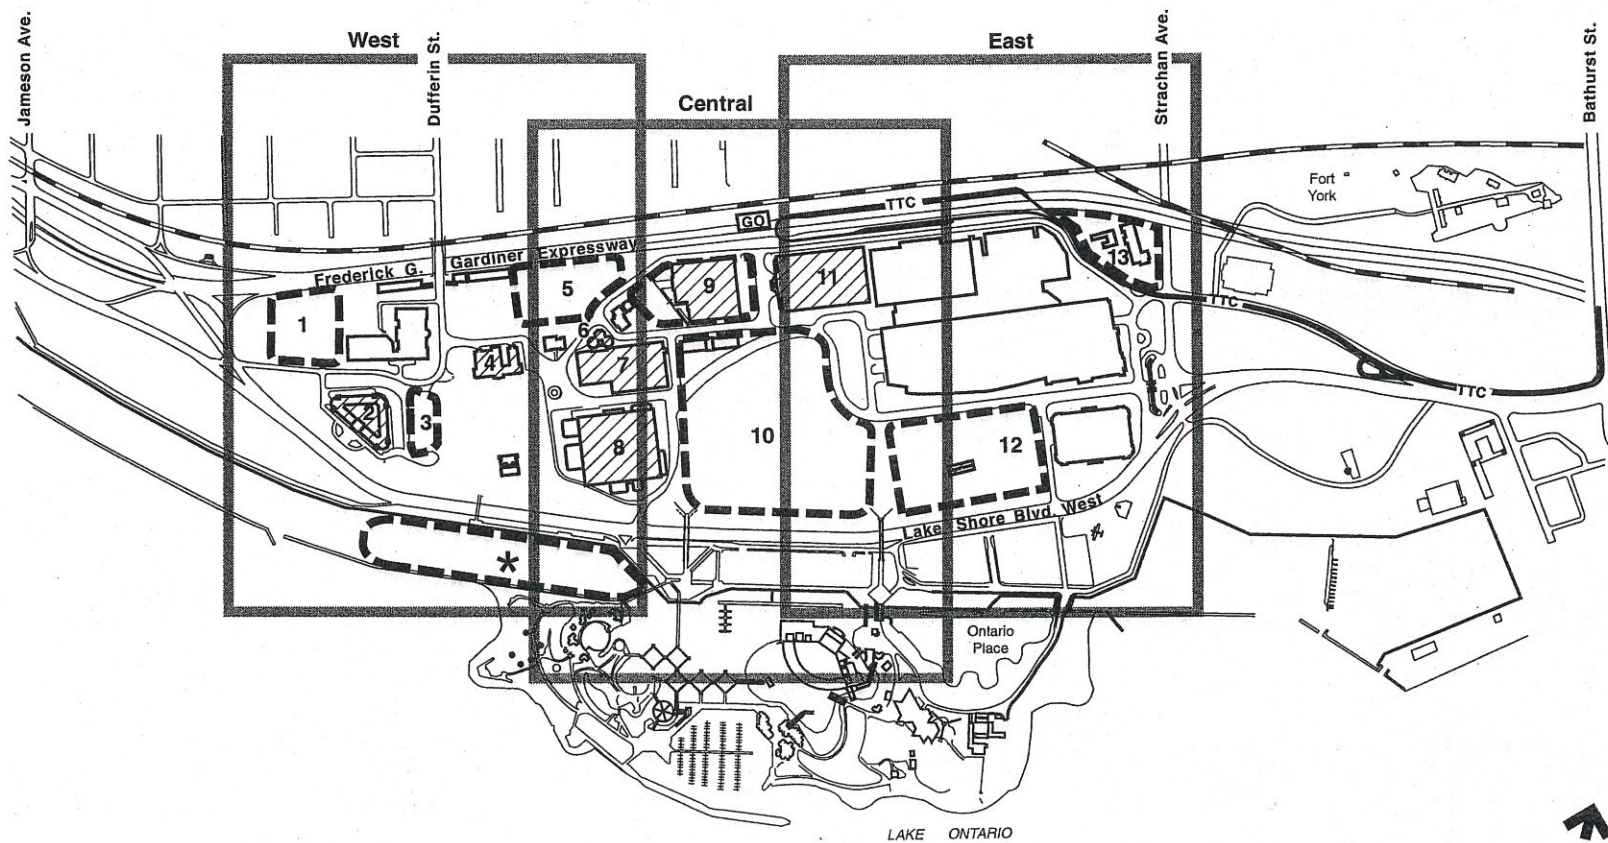 West
East
Central
Jameson Ave.
Dufferin St.
Strachan Ave.
Bathurst St.
Fort
York
TTC
GO
Frederick G. Gardiner Expressway
1
2
3
4
5
6
7
8
9
10
11
12
13
TTC
TTC
Lake Shore Blvd. West
*
Ontario
Place
LAKE ONTARIO